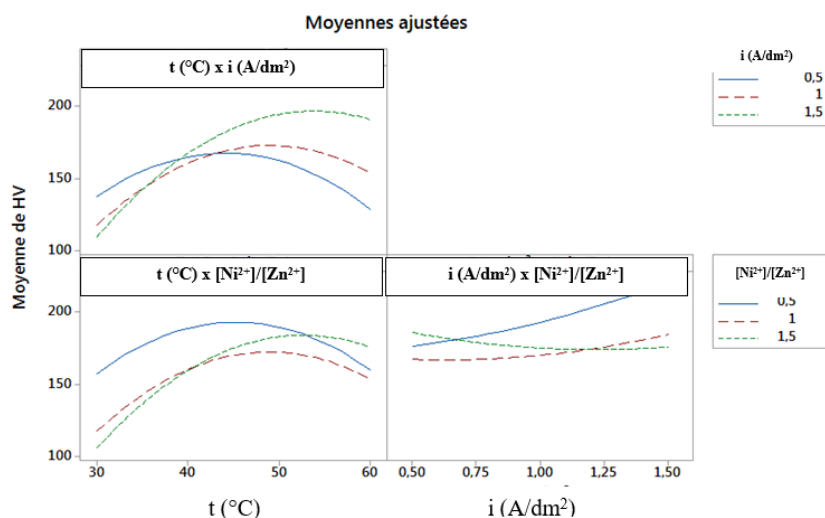 Moyennes ajustées
t (°C) x i (A/dm²)
i (A/dm²)
0,5
1
1,5
200
150
100
Moyenne de HV
t (°C) x [Ni²⁺]/[Zn²⁺]
i (A/dm²) x [Ni²⁺]/[Zn²⁺]
[Ni²⁺]/[Zn²⁺]
0,5
1
1,5
200
150
100
30 40 50 60
0,50 0,75 1,00 1,25 1,50
t (°C)
i (A/dm²)